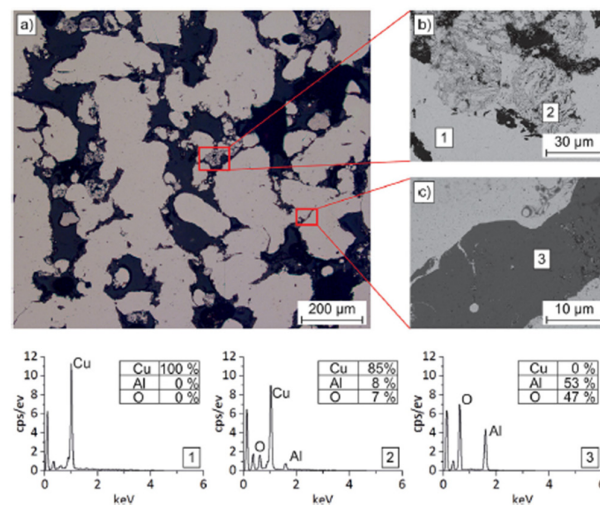 a)
200 µm
b)
1
2
30 µm
c)
3
10 µm
12
10
8
6
4
2
0
cps/ev
Cu
Cu 100 %
Al 0 %
O 0 %
1
0 2 4 6
keV
12
10
8
6
4
2
0
cps/ev
O
Cu
Al
Cu 85%
Al 8 %
O 7 %
2
0 2 4 6
keV
12
10
8
6
4
2
0
cps/ev
O
Al
Cu 0 %
Al 53 %
O 47 %
3
0 2 4 6
keV